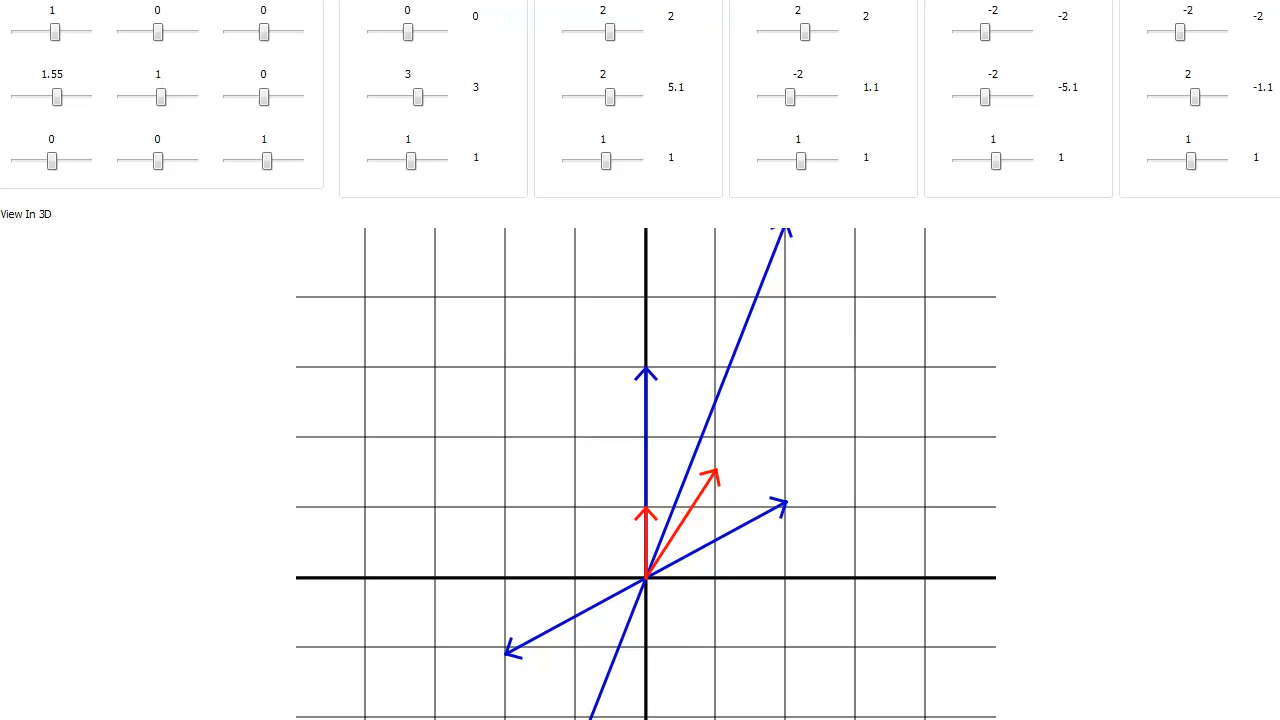 1 0 0 0 0 2 2 2 2 -2 -2 -2 -2
1.55 1 0 3 3 2 5.1 -2 1.1 -2 -5.1 2 -1.1
0 0 1 1 1 1 1 1 1 1 1 1 1
View In 3D